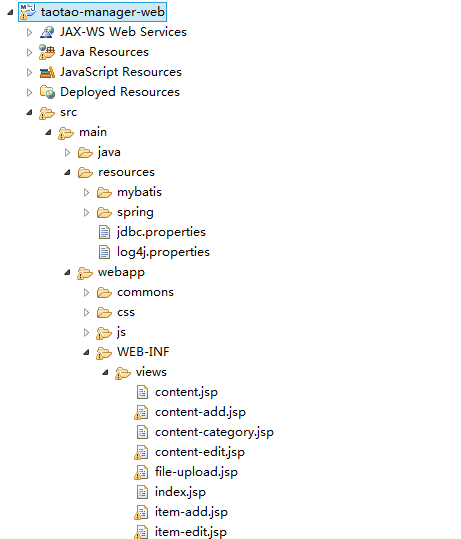 taotao-manager-web
JAX-WS Web Services
Java Resources
JavaScript Resources
Deployed Resources
src
main
java
resources
mybatis
spring
jdbc.properties
log4j.properties
webapp
commons
css
js
WEB-INF
views
content.jsp
content-add.jsp
content-category.jsp
content-edit.jsp
file-upload.jsp
index.jsp
item-add.jsp
item-edit.jsp